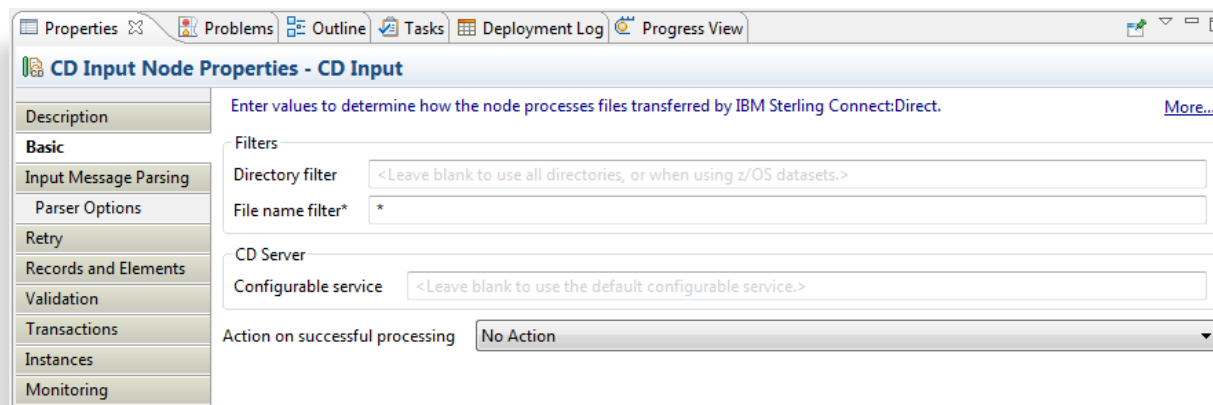 Properties Problems Outline Tasks Deployment Log Progress View
CD Input Node Properties - CD Input
Description
Basic
Input Message Parsing
Parser Options
Retry
Records and Elements
Validation
Transactions
Instances
Monitoring
Enter values to determine how the node processes files transferred by IBM Sterling Connect:Direct. More...
Filters
Directory filter <Leave blank to use all directories, or when using z/OS datasets.>
File name filter* *
CD Server
Configurable service <Leave blank to use the default configurable service.>
Action on successful processing No Action